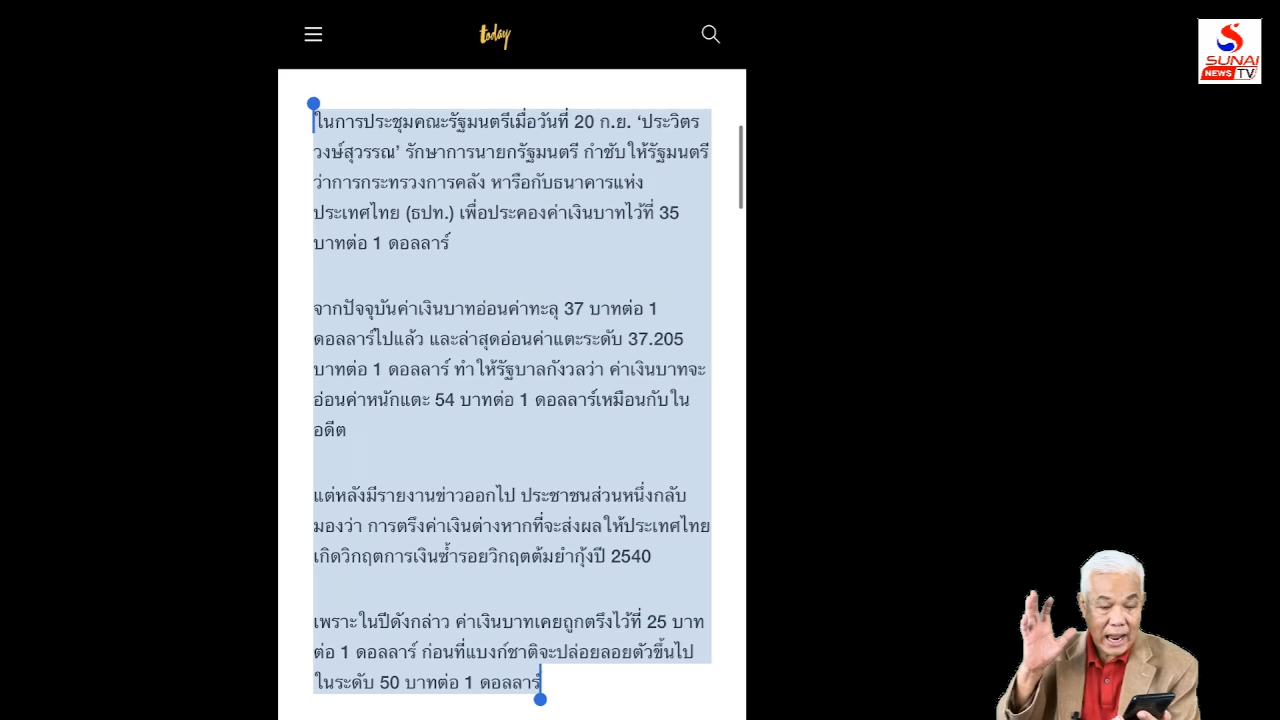 today
SUNAI
NEWS TV
ในการประชุมคณะรัฐมนตรีเมื่อวันที่ 20 ก.ย. ‘ประวิตร
วงษ์สุวรรณ’ รักษาการนายกรัฐมนตรี กำชับให้รัฐมนตรี
ว่าการกระทรวงการคลัง หารือกับธนาคารแห่ง
ประเทศไทย (ธปท.) เพื่อประคองค่าเงินบาทไว้ที่ 35
บาทต่อ 1 ดอลลาร์
จากปัจจุบันค่าเงินบาทอ่อนค่าทะลุ 37 บาทต่อ 1
ดอลลาร์ไปแล้ว และล่าสุดอ่อนค่าแตะระดับ 37.205
บาทต่อ 1 ดอลลาร์ ทำให้รัฐบาลกังวลว่า ค่าเงินบาทจะ
อ่อนค่าหนักแตะ 54 บาทต่อ 1 ดอลลาร์เหมือนกับใน
อดีต
แต่หลังมีรายงานข่าวออกไป ประชาชนส่วนหนึ่งกลับ
มองว่า การตรึงค่าเงินต่างหากที่จะส่งผลให้ประเทศไทย
เกิดวิกฤตการเงินซ้ำรอยวิกฤตต้มยำกุ้งปี 2540
เพราะในปีดังกล่าว ค่าเงินบาทเคยถูกตรึงไว้ที่ 25 บาท
ต่อ 1 ดอลลาร์ ก่อนที่แบงก์ชาติจะปล่อยลอยตัวขึ้นไป
ในระดับ 50 บาทต่อ 1 ดอลลาร์